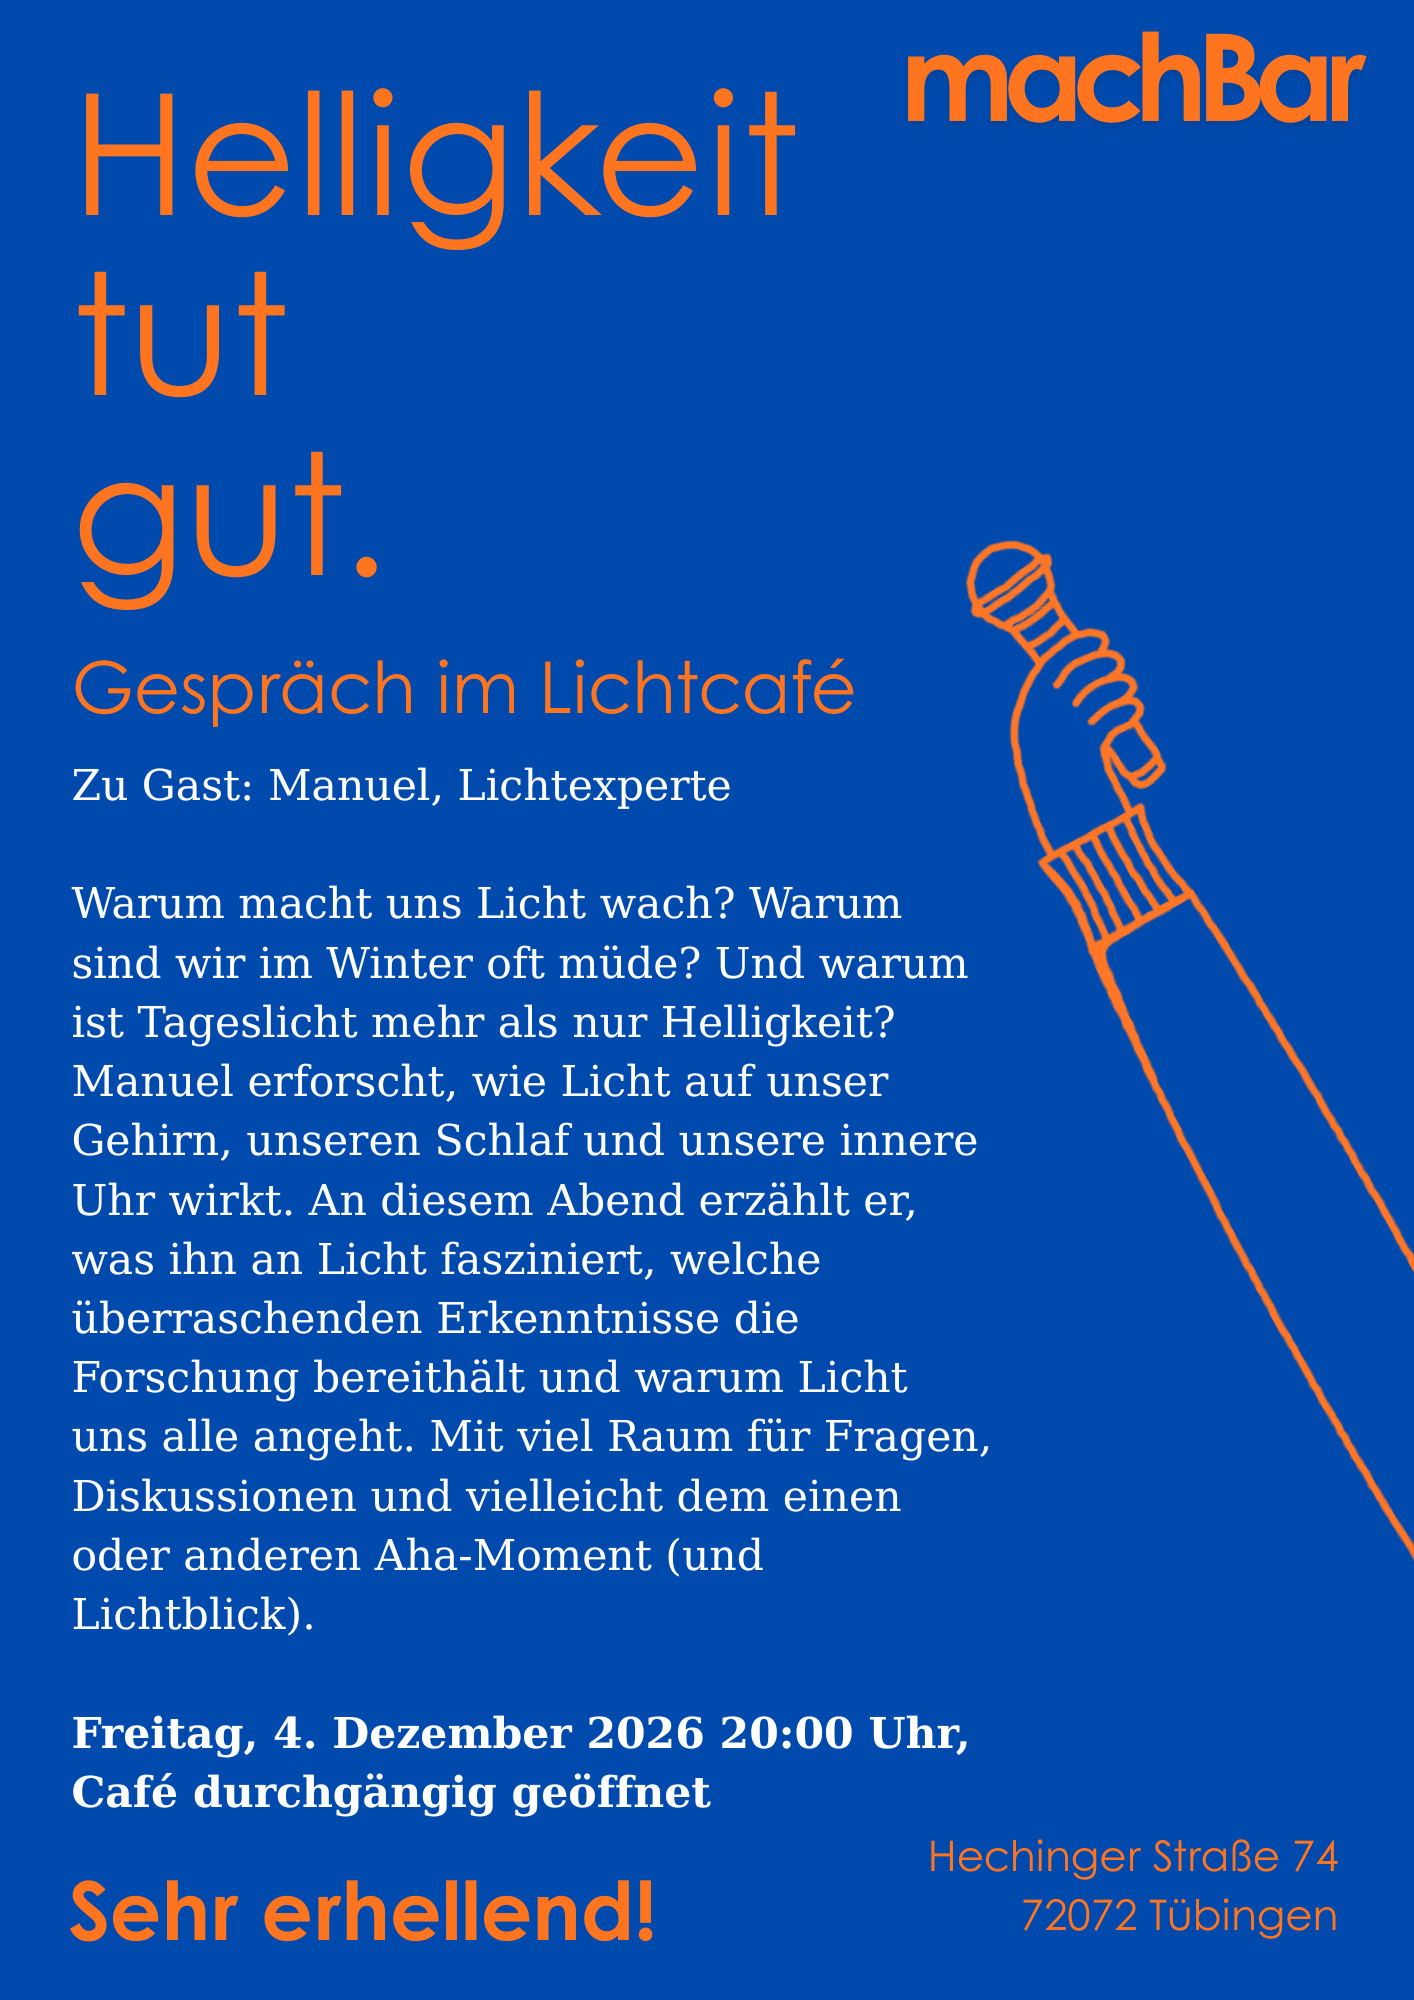 machBar
Helligkeit
tut
gut.
Gespräch im Lichtcafé
Zu Gast: Manuel, Lichtexperte
Warum macht uns Licht wach? Warum
sind wir im Winter oft müde? Und warum
ist Tageslicht mehr als nur Helligkeit?
Manuel erforscht, wie Licht auf unser
Gehirn, unseren Schlaf und unsere innere
Uhr wirkt. An diesem Abend erzählt er,
was ihn an Licht fasziniert, welche
überraschenden Erkenntnisse die
Forschung bereithält und warum Licht
uns alle angeht. Mit viel Raum für Fragen,
Diskussionen und vielleicht dem einen
oder anderen Aha-Moment (und
Lichtblick).
Freitag, 4. Dezember 2026 20:00 Uhr,
Café durchgängig geöffnet
Sehr erhellend!
Hechinger Straße 74
72072 Tübingen